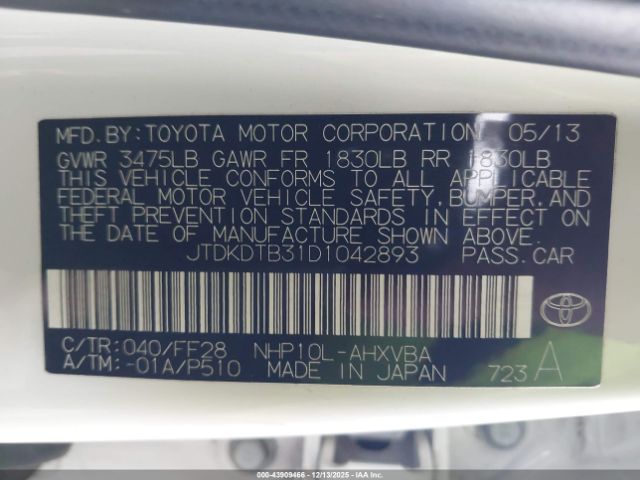 MFD.BY:TOYOTA MOTOR CORPORATION 05/13
GVWR 3475LB GAWR FR 1830LB RR 1830LB
THIS VEHICLE CONFORMS TO ALL APPLICABLE
FEDERAL MOTOR VEHICLE SAFETY,BUMPER,AND
THEFT PREVENTION STANDARDS IN EFFECT ON
THE DATE OF MANUFACTURE SHOWN ABOVE.
JTDKDTB31D1042893 PASS.CAR
C/TR:040/FF28 NHP10L-AHXVBA
A/TM:-01A/P510 MADE IN JAPAN 723 A
000-43909466 - 12/13/2025 - COPART/IAA